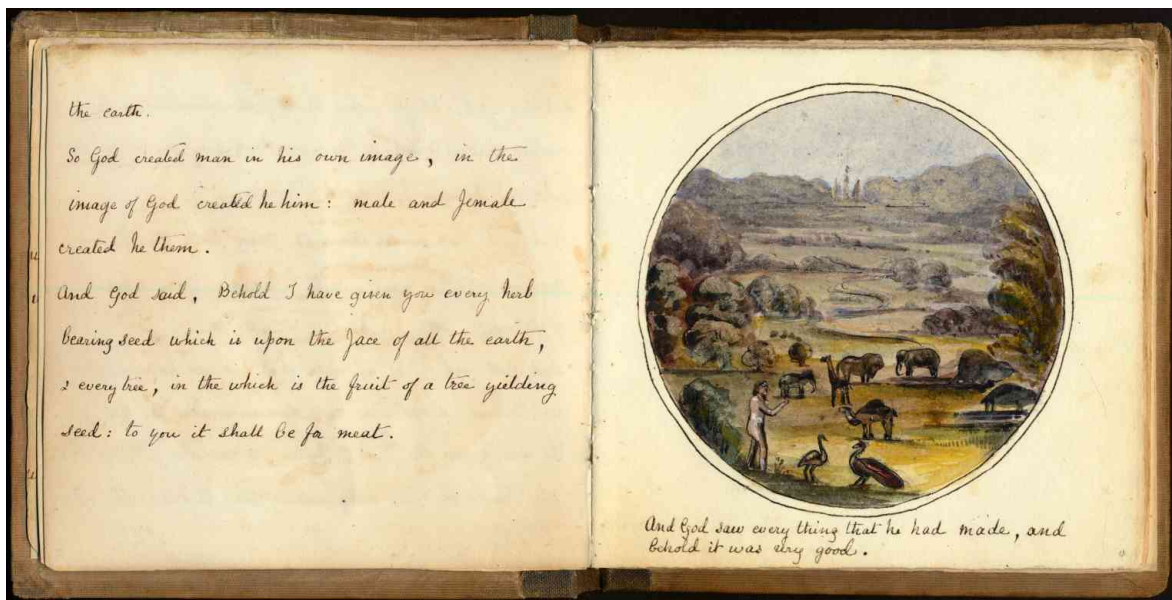 the earth.
So God created man in his own image, in the
image of God created he him: male and female
created he them.
And God said, Behold I have given you every herb
bearing seed which is upon the face of all the earth,
& every tree, in the which is the fruit of a tree yielding
seed: to you it shall be for meat.
And God saw every thing that he had made, and
behold it was very good.